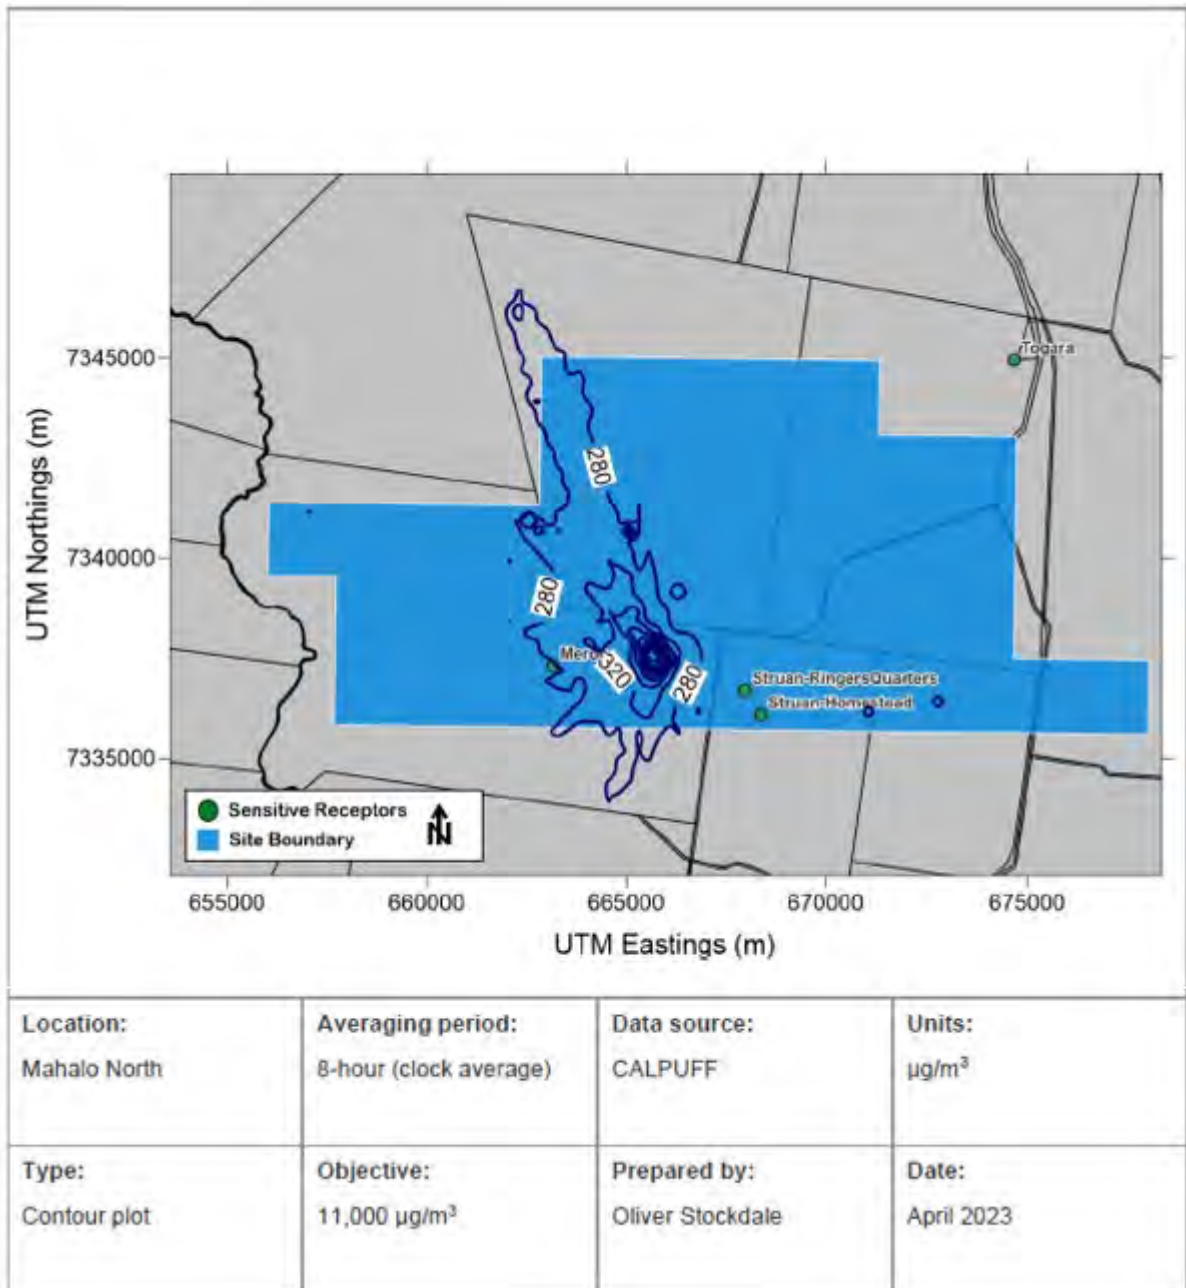 7345000
7340000
7335000
UTM Northings (m)
280
280
320
280
Togara
Struan-RingersQuarters
Struan-Homestead
Sensitive Receptors
Site Boundary
N
655000 660000 665000 670000 675000
UTM Eastings (m)
Location: Averaging period: Data source: Units:
Mahalo North 8-hour (clock average) CALPUFF µg/m³
Type: Objective: Prepared by: Date:
Contour plot 11,000 µg/m³ Oliver Stockdale April 2023